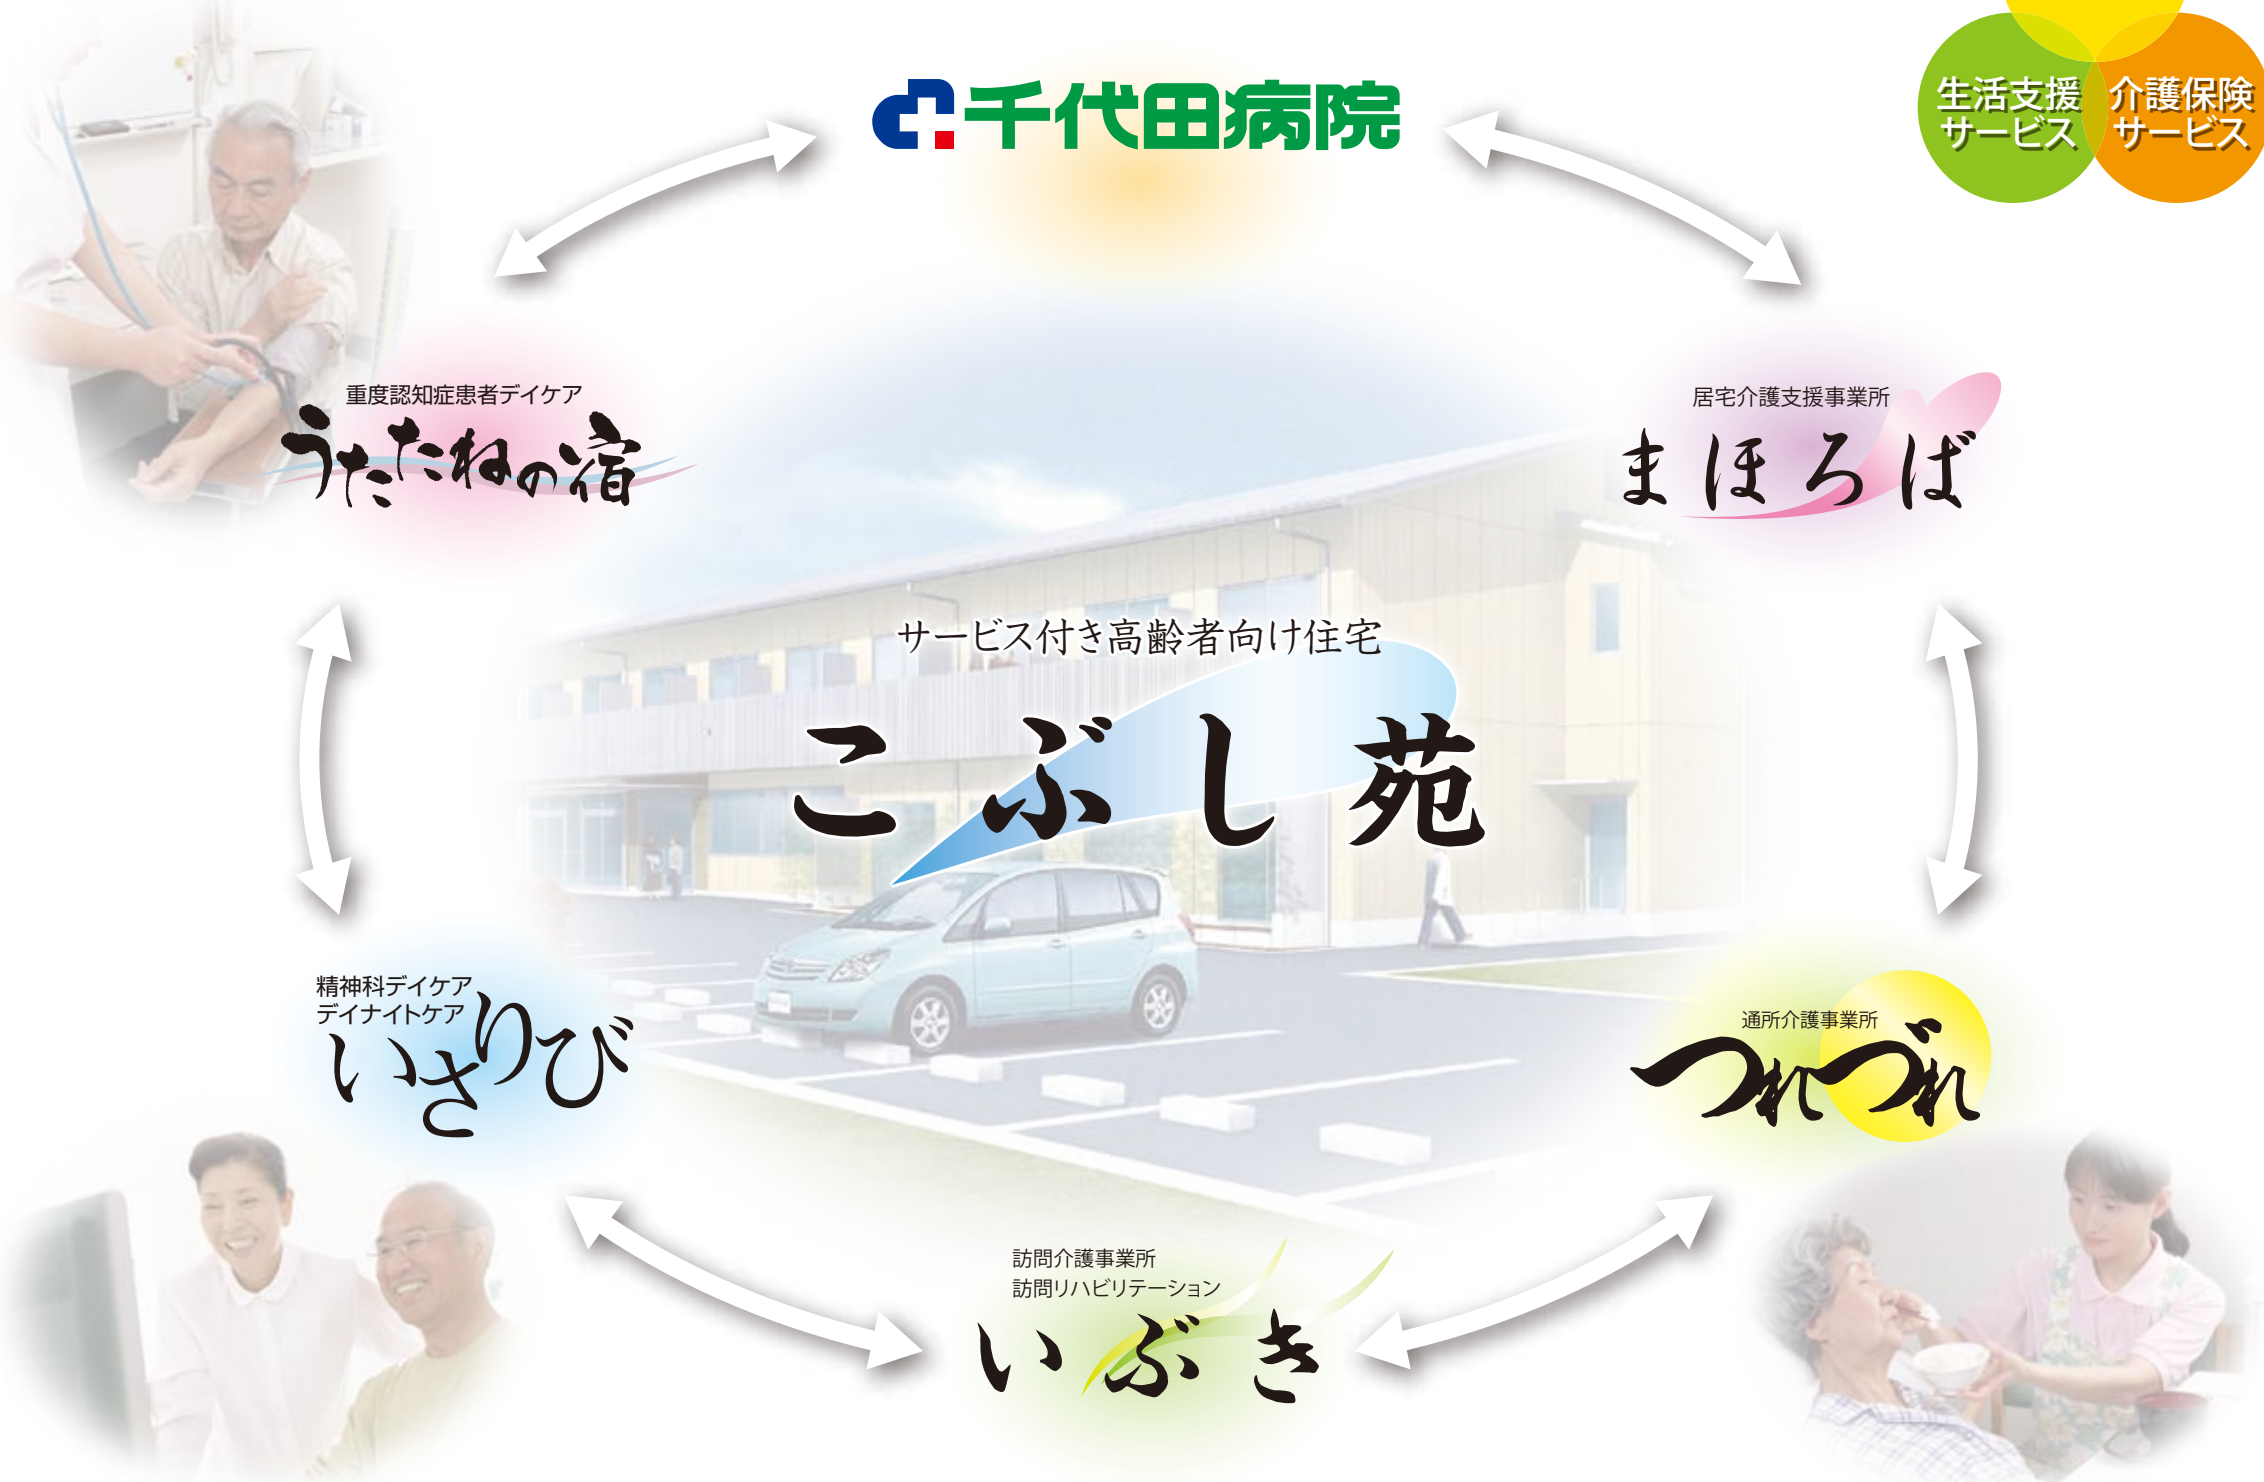 千代田病院
生活支援
サービス
介護保険
サービス
重度認知症患者デイケア
うたたねの宿
居宅介護支援事業所
まほろば
サービス付き高齢者向け住宅
こぶし苑
精神科デイケア
デイナイトケア
いさりび
通所介護事業所
つれづれ
訪問介護事業所
訪問リハビリテーション
いぶき